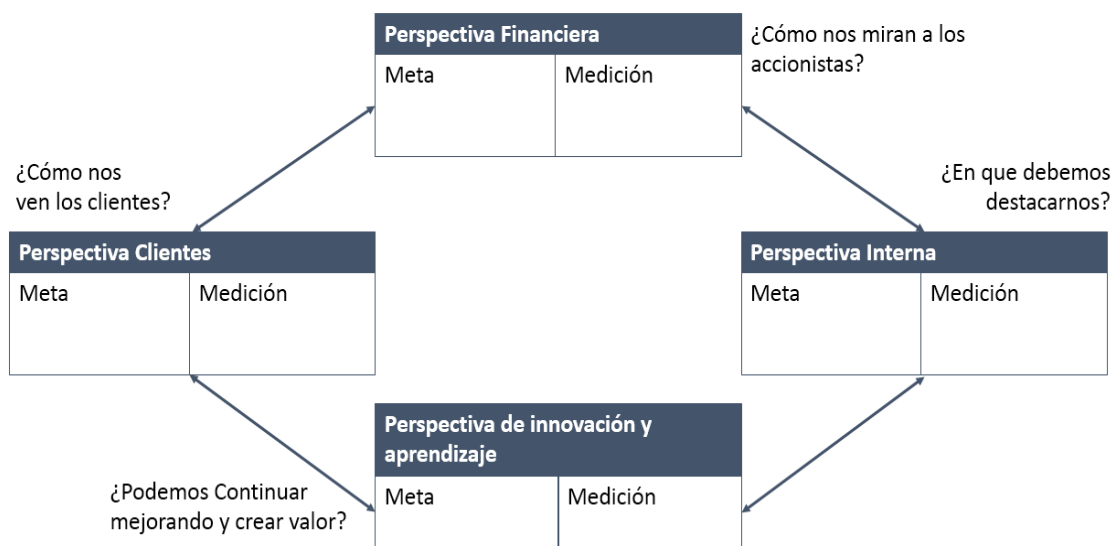 Perspectiva Financiera
Meta
Medición
¿Cómo nos miran a los
accionistas?
¿Cómo nos
ven los clientes?
¿En que debemos
destacarnos?
Perspectiva Clientes
Meta
Medición
Perspectiva Interna
Meta
Medición
Perspectiva de innovación y
aprendizaje
Meta
Medición
¿Podemos Continuar
mejorando y crear valor?